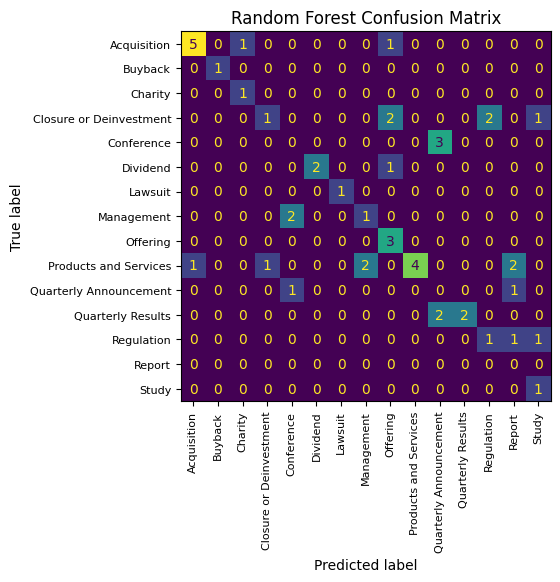 Random Forest Confusion Matrix
True label
Acquisition 5 0 1 0 0 0 0 0 1 0 0 0 0 0 0
Buyback 0 1 0 0 0 0 0 0 0 0 0 0 0 0 0
Charity 0 0 1 0 0 0 0 0 0 0 0 0 0 0 0
Closure or Deinvestment 0 0 0 1 0 0 0 0 2 0 0 0 2 0 1
Conference 0 0 0 0 0 0 0 0 0 0 3 0 0 0 0
Dividend 0 0 0 0 0 2 0 0 1 0 0 0 0 0 0
Lawsuit 0 0 0 0 0 0 1 0 0 0 0 0 0 0 0
Management 0 0 0 0 2 0 0 1 0 0 0 0 0 0 0
Offering 0 0 0 0 0 0 0 0 3 0 0 0 0 0 0
Products and Services 1 0 0 1 0 0 0 2 0 4 0 0 0 2 0
Quarterly Announcement 0 0 0 0 1 0 0 0 0 0 0 0 0 1 0
Quarterly Results 0 0 0 0 0 0 0 0 0 0 2 2 0 0 0
Regulation 0 0 0 0 0 0 0 0 0 0 0 0 1 1 1
Report 0 0 0 0 0 0 0 0 0 0 0 0 0 0 0
Study 0 0 0 0 0 0 0 0 0 0 0 0 0 0 1
Acquisition
Buyback
Charity
Closure or Deinvestment
Conference
Dividend
Lawsuit
Management
Offering
Products and Services
Quarterly Announcement
Quarterly Results
Regulation
Report
Study
Predicted label